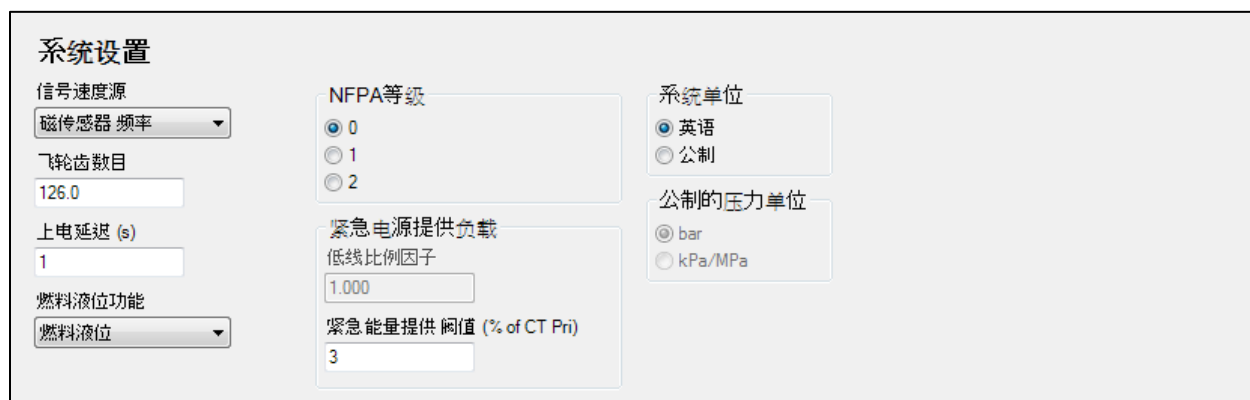 系统设置
信号速度源
磁传感器 频率
飞轮齿数目
126.0
上电延迟 (s)
1
燃料液位功能
燃料液位
NFPA等级
0
1
2
紧急电源提供负载
低线比例因子
1.000
紧急能量提供 阀值 (% of CT Pri)
3
系统单位
英语
公制
公制的压力单位
bar
kPa/MPa